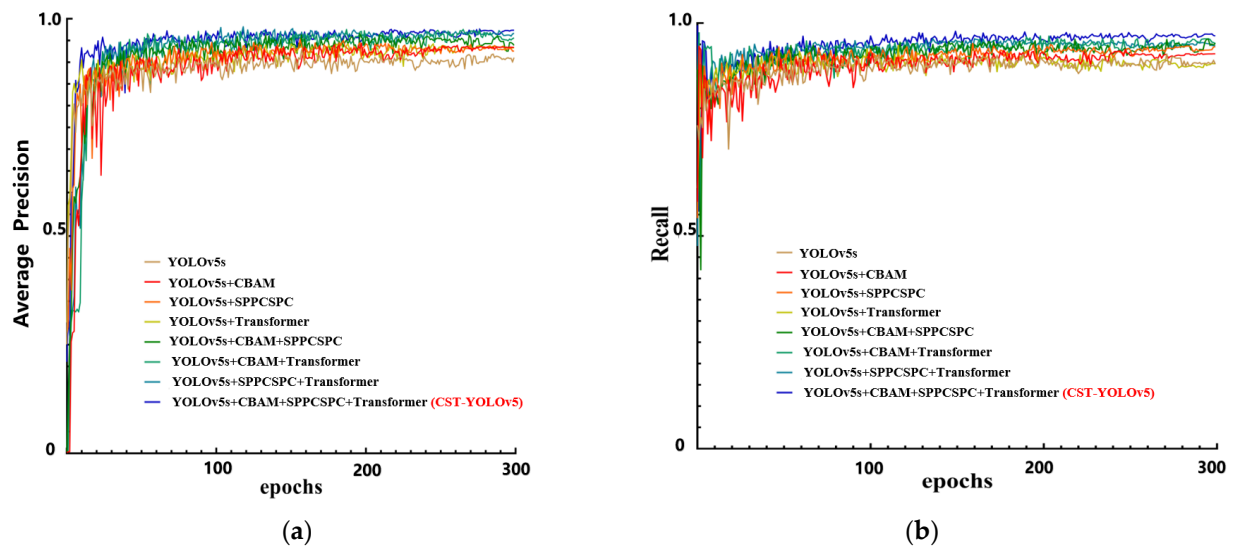 1.0
0.5
0
Average Precision
YOLOv5s
YOLOv5s+CBAM
YOLOv5s+SPPCSPC
YOLOv5s+Transformer
YOLOv5s+CBAM+SPPCSPC
YOLOv5s+CBAM+Transformer
YOLOv5s+SPPCSPC+Transformer
YOLOv5s+CBAM+SPPCSPC+Transformer (CST-YOLOv5)
100 200 300
epochs
(a)
1.0
0.5
0
Recall
YOLOv5s
YOLOv5s+CBAM
YOLOv5s+SPPCSPC
YOLOv5s+Transformer
YOLOv5s+CBAM+SPPCSPC
YOLOv5s+CBAM+Transformer
YOLOv5s+SPPCSPC+Transformer
YOLOv5s+CBAM+SPPCSPC+Transformer (CST-YOLOv5)
100 200 300
epochs
(b)